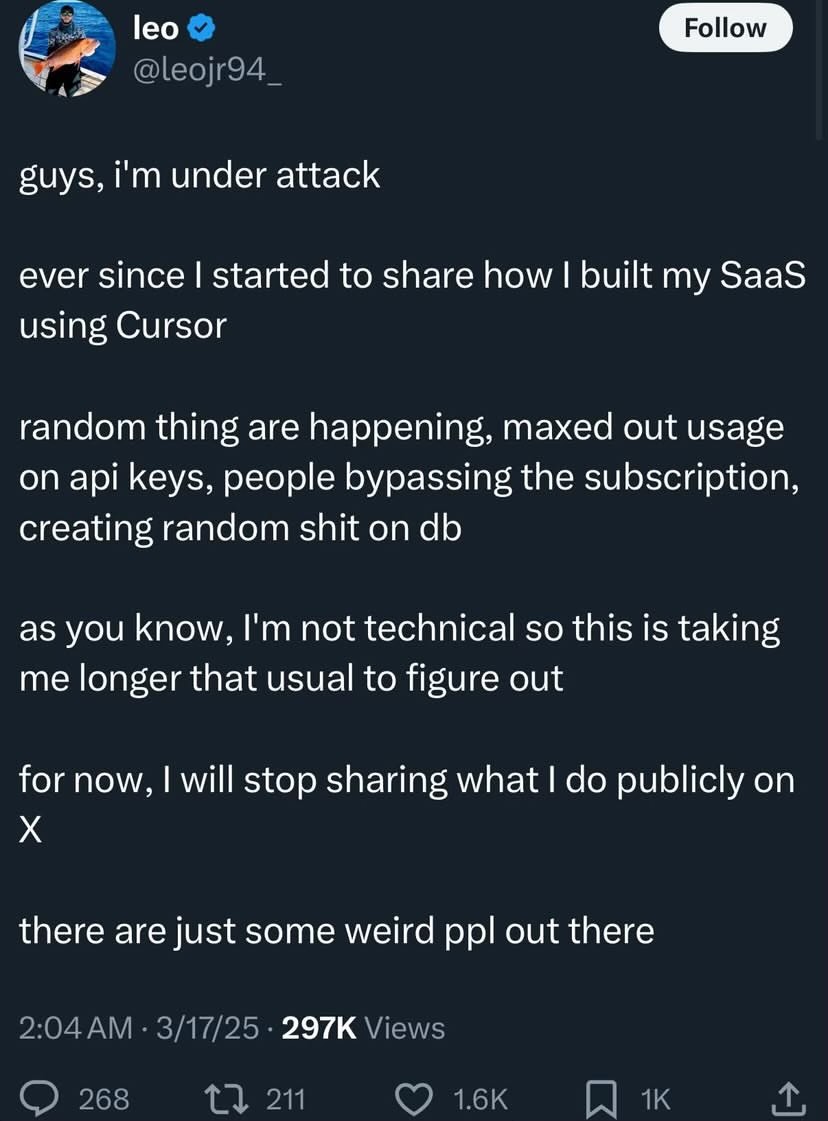 leo
Follow
@leojr94_
guys, i'm under attack
ever since I started to share how I built my SaaS
using Cursor
random thing are happening, maxed out usage
on api keys, people bypassing the subscription,
creating random shit on db
as you know, I'm not technical so this is taking
me longer that usual to figure out
for now, I will stop sharing what I do publicly on
X
there are just some weird ppl out there
2:04 AM · 3/17/25 · 297K Views
268 211 1.6K 1K